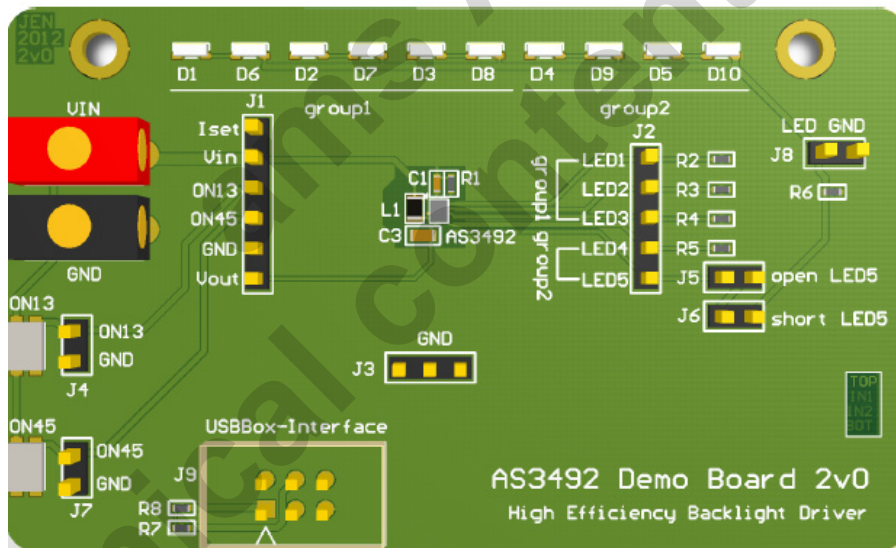 JEN
2012
2v0
D1 D6 D2 D7 D3 D8 D4 D9 D5 D10
group1 group2
VIN
GND
J1
Iset
Vin
ON13
ON45
GND
Vout
C1 R1
L1
C3 AS3492
J2
group1
LED1
LED2
LED3
group2
LED4
LED5
R2
R3
R4
R5
LED GND
J8
R6
J5 open LED5
J6 short LED5
ON13
ON13
GND
J4
GND
J3
ON45
ON45
GND
J7
USBBox-Interface
J9
R8
R7
TOP
IN1
IN2
BOT
AS3492 Demo Board 2v0
High Efficiency Backlight Driver
ams A
nical content